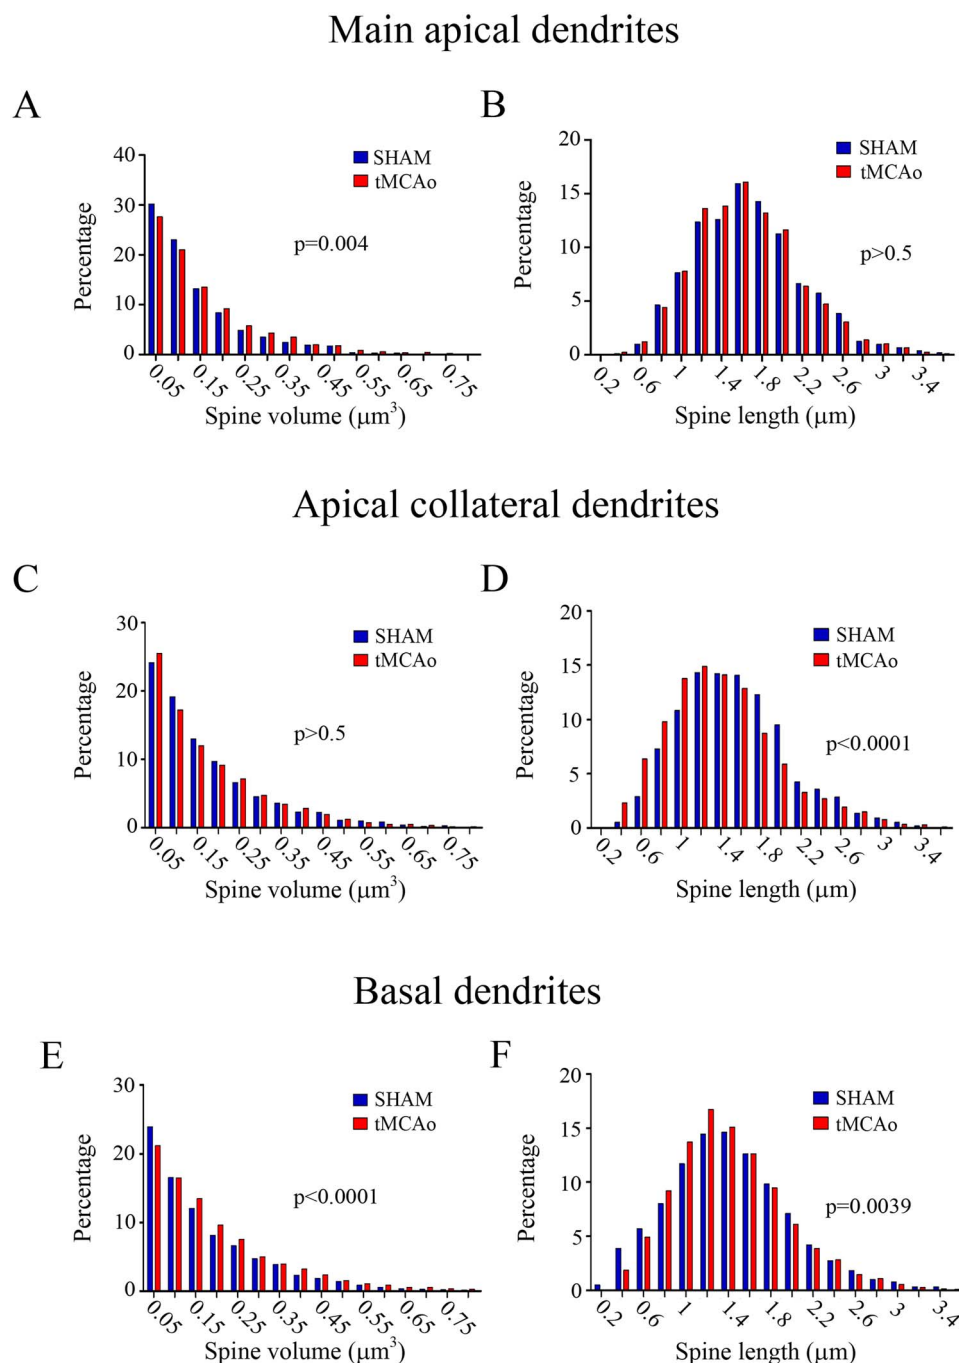 Main apical dendrites
A
40
30
20
10
0
Percentage
SHAM
tMCAo
p=0.004
0.05 0.15 0.25 0.35 0.45 0.55 0.65 0.75
Spine volume (μm³)
B
20
15
10
5
0
Percentage
SHAM
tMCAo
p>0.5
0.2 0.6 1 1.4 1.8 2.2 2.6 3 3.4
Spine length (μm)
Apical collateral dendrites
C
30
20
10
0
Percentage
SHAM
tMCAo
p>0.5
0.05 0.15 0.25 0.35 0.45 0.55 0.65 0.75
Spine volume (μm³)
D
20
15
10
5
0
Percentage
SHAM
tMCAo
p<0.0001
0.2 0.6 1 1.4 1.8 2.2 2.6 3 3.4
Spine length (μm)
Basal dendrites
E
30
20
10
0
Percentage
SHAM
tMCAo
p<0.0001
0.05 0.15 0.25 0.35 0.45 0.55 0.65 0.75
Spine volume (μm³)
F
20
15
10
5
0
Percentage
SHAM
tMCAo
p=0.0039
0.2 0.6 1 1.4 1.8 2.2 2.6 3 3.4
Spine length (μm)